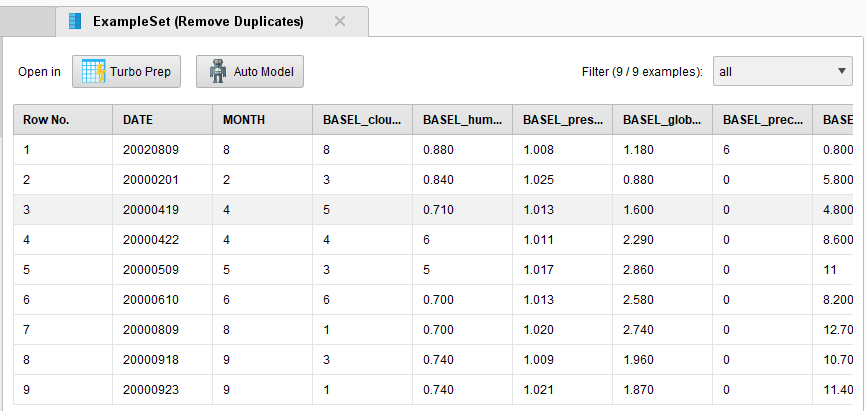 ExampleSet (Remove Duplicates)
Open in Turbo Prep Auto Model Filter (9 / 9 examples): all
Row No. DATE MONTH BASEL_clou... BASEL_hum... BASEL_pres... BASEL_glob... BASEL_prec... BASE
1 20020809 8 8 0.880 1.008 1.180 6 0.800
2 20000201 2 3 0.840 1.025 0.880 0 5.800
3 20000419 4 5 0.710 1.013 1.600 0 4.800
4 20000422 4 4 6 1.011 2.290 0 8.600
5 20000509 5 3 5 1.017 2.860 0 11
6 20000610 6 6 0.700 1.013 2.580 0 8.200
7 20000809 8 1 0.700 1.020 2.740 0 12.70
8 20000918 9 3 0.740 1.009 1.960 0 10.70
9 20000923 9 1 0.740 1.021 1.870 0 11.40